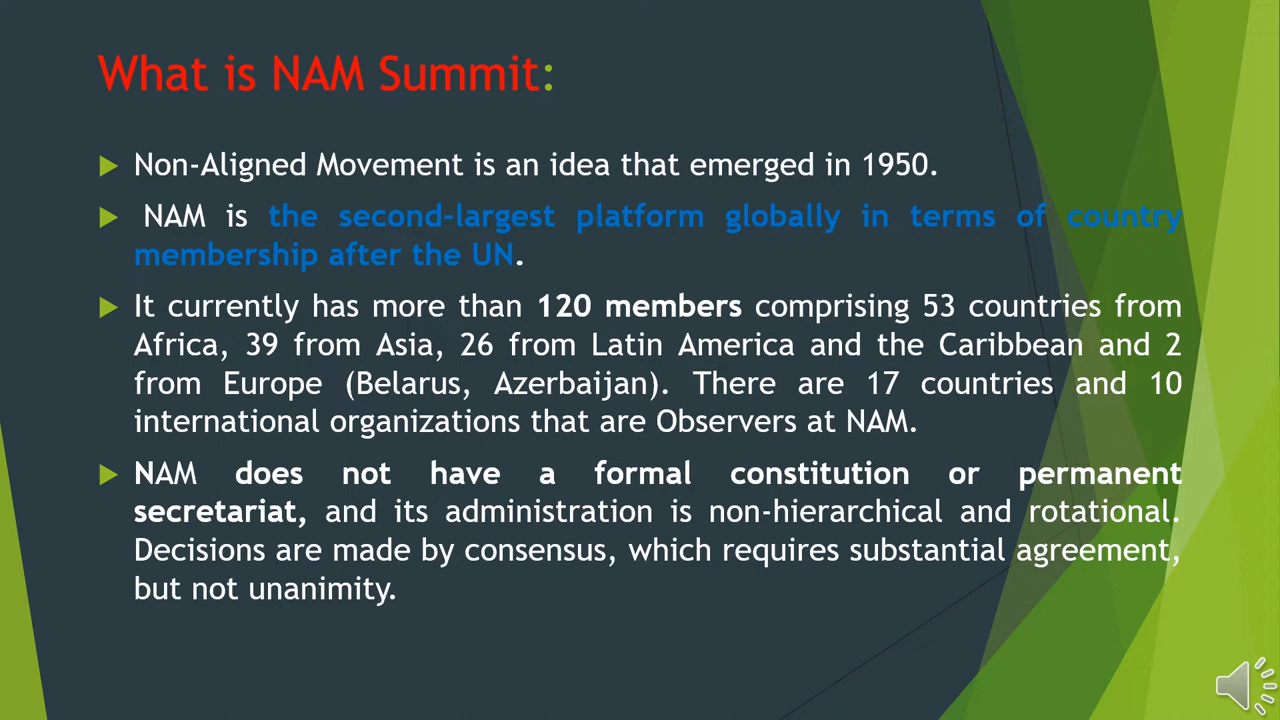 What is NAM Summit:
Non-Aligned Movement is an idea that emerged in 1950.
NAM is the second-largest platform globally in terms of country
membership after the UN.
It currently has more than 120 members comprising 53 countries from
Africa, 39 from Asia, 26 from Latin America and the Caribbean and 2
from Europe (Belarus, Azerbaijan). There are 17 countries and 10
international organizations that are Observers at NAM.
NAM does not have a formal constitution or permanent
secretariat, and its administration is non-hierarchical and rotational.
Decisions are made by consensus, which requires substantial agreement,
but not unanimity.